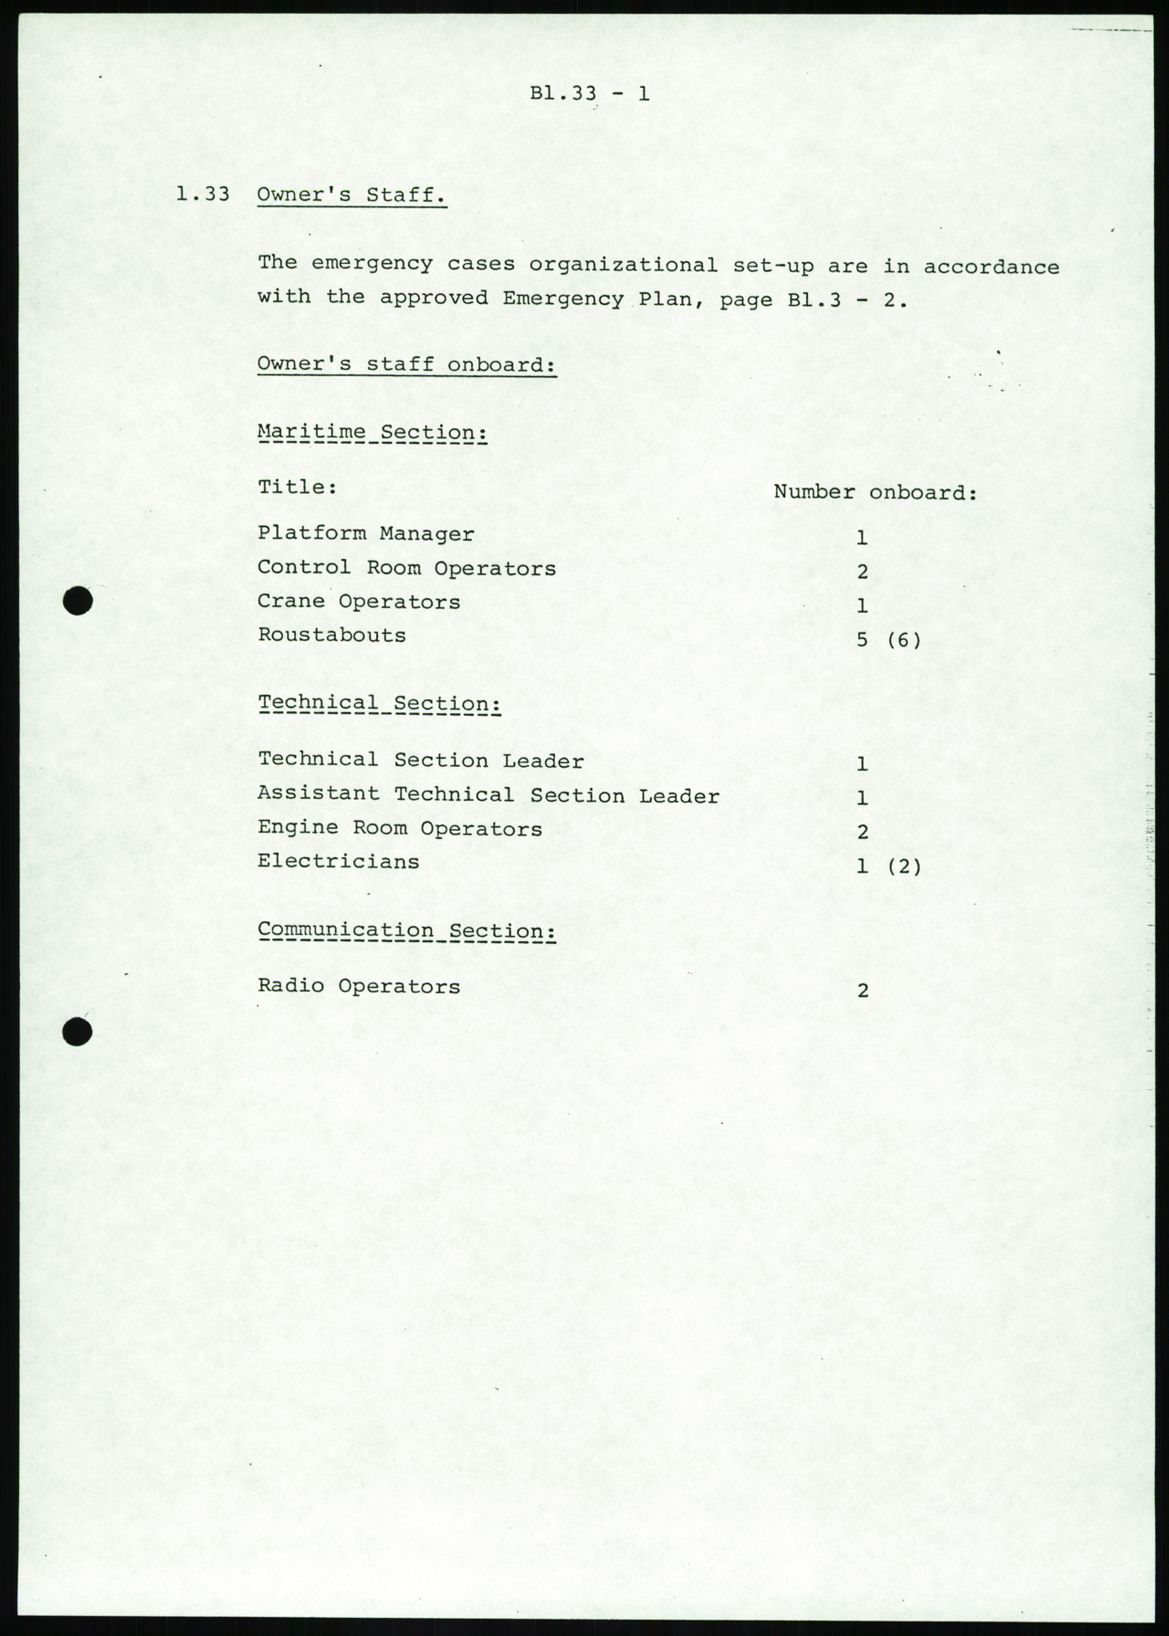 Bl.33 - 1
1.33 Owner's Staff.
The emergency cases organizational set-up are in accordance
with the approved Emergency Plan, page Bl.3 - 2.
Owner's staff onboard:
Maritime Section:
Title: Number onboard:
Platform Manager 1
Control Room Operators 2
Crane Operators 1
Roustabouts 5 (6)
Technical Section:
Technical Section Leader 1
Assistant Technical Section Leader 1
Engine Room Operators 2
Electricians 1 (2)
Communication Section:
Radio Operators 2